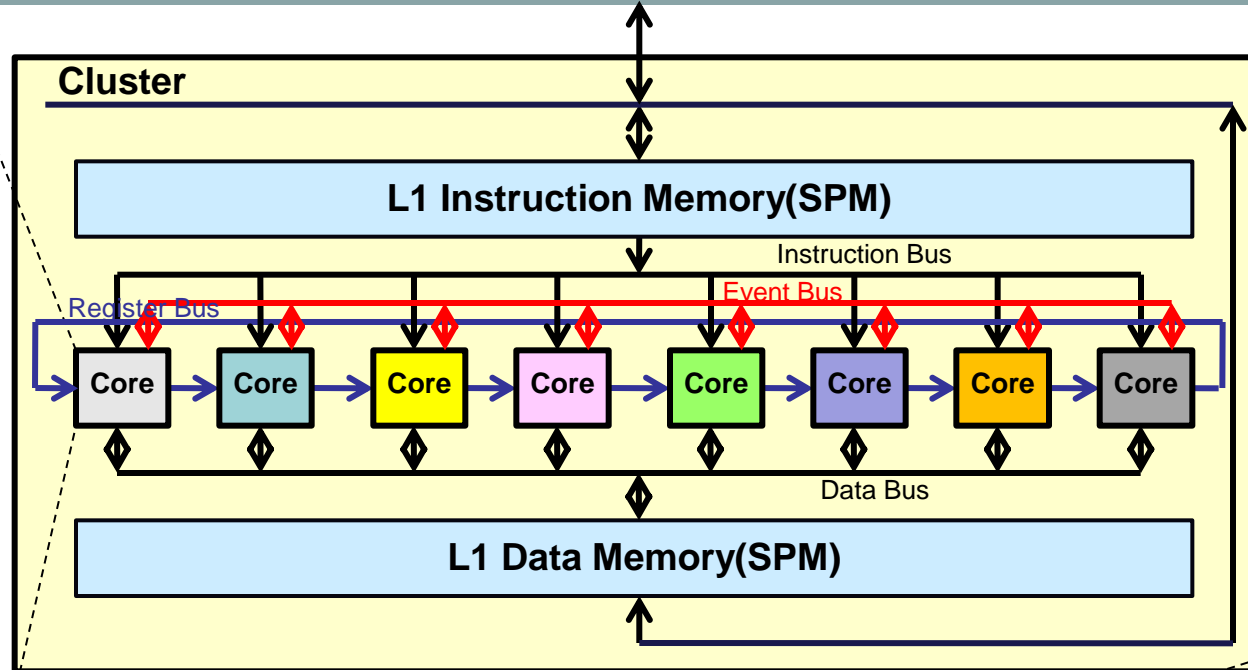 Cluster
L1 Instruction Memory(SPM)
Instruction Bus
Event Bus
Register Bus
Core Core Core Core Core Core Core Core
Data Bus
L1 Data Memory(SPM)